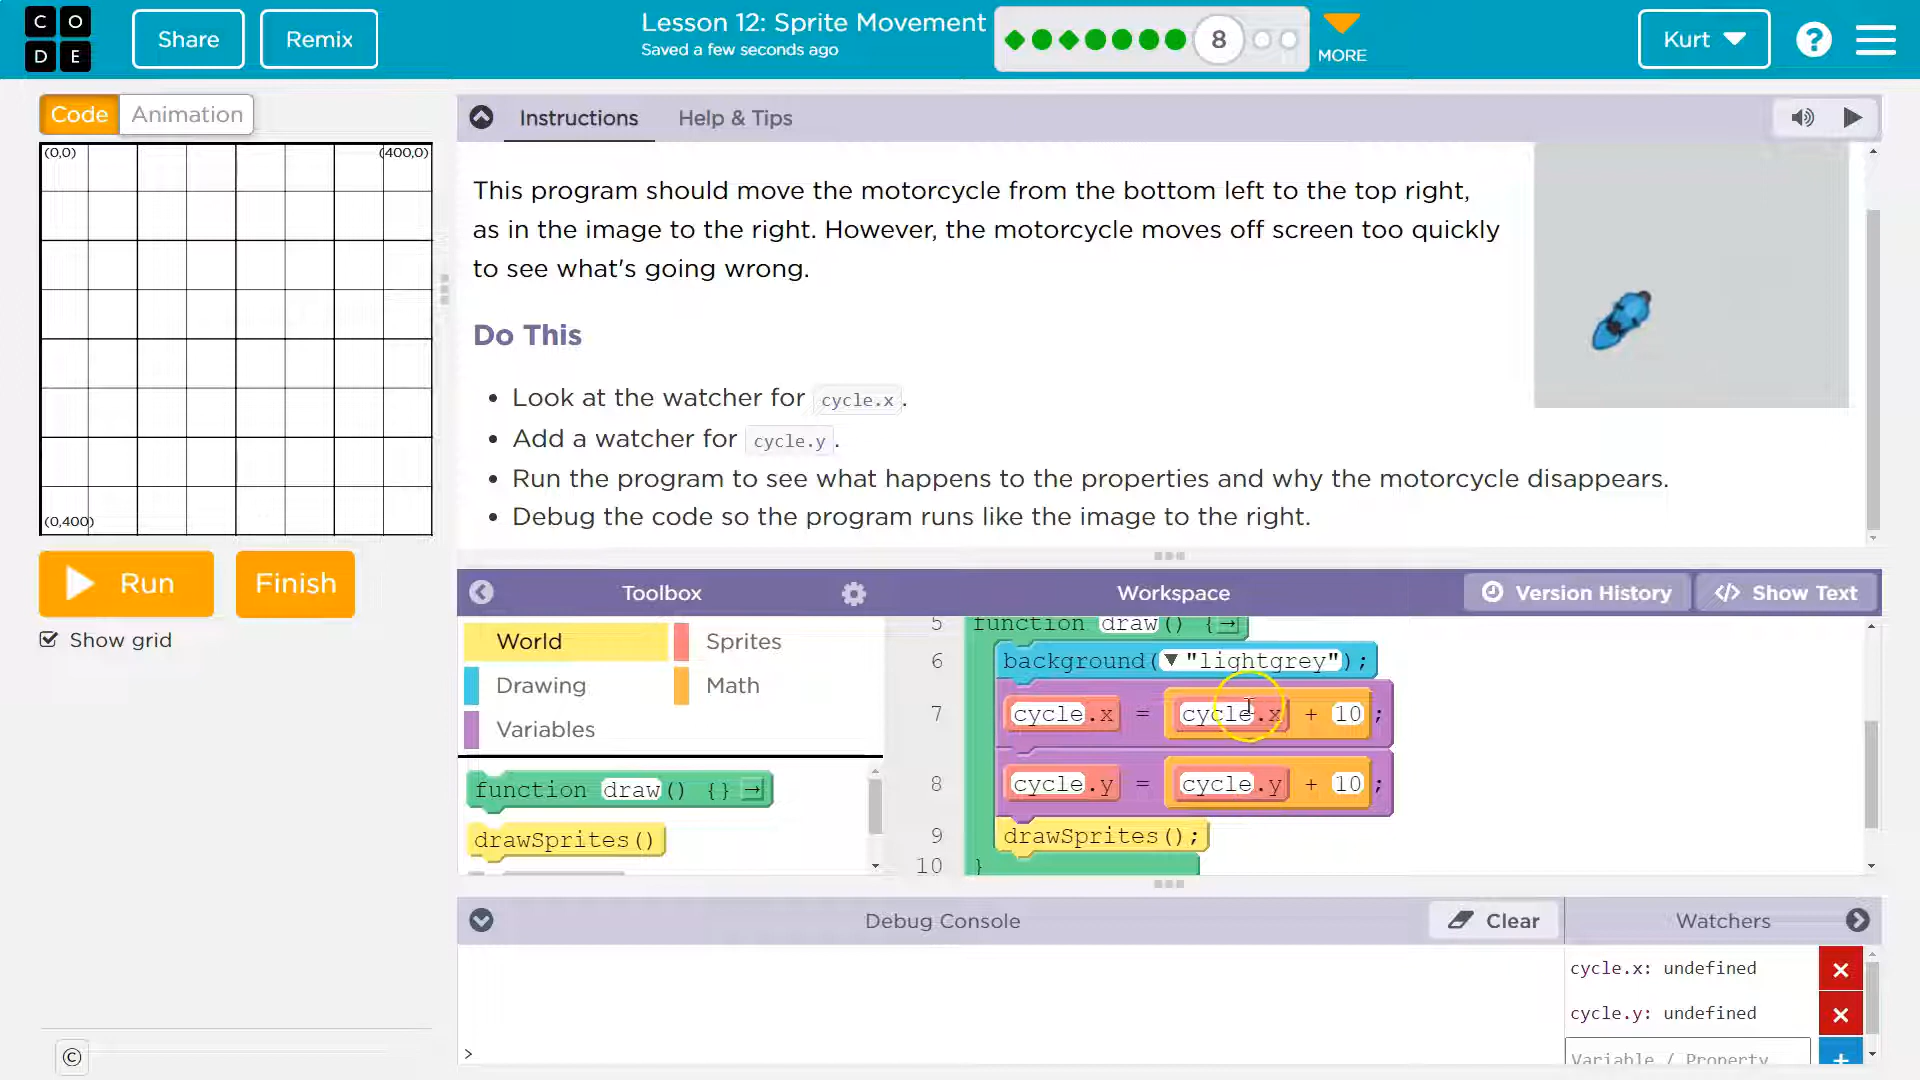 C O
D E
Share
Remix
Lesson 12: Sprite Movement
Saved a few seconds ago
8
MORE
Kurt
?
Code
Animation
(0,0)
(400,0)
(0,400)
Run
Finish
Show grid
©
Instructions
Help & Tips
This program should move the motorcycle from the bottom left to the top right,
as in the image to the right. However, the motorcycle moves off screen too quickly
to see what's going wrong.
Do This
• Look at the watcher for cycle.x.
• Add a watcher for cycle.y.
• Run the program to see what happens to the properties and why the motorcycle disappears.
• Debug the code so the program runs like the image to the right.
Toolbox
Workspace
Version History
</> Show Text
World
Sprites
Drawing
Math
Variables
function draw() {}
drawSprites()
5 function draw() {
6 background("lightgrey");
7 cycle.x = cycle.x + 10;
8 cycle.y = cycle.y + 10;
9 drawSprites();
10 }
Debug Console
Clear
Watchers
cycle.x: undefined
cycle.y: undefined
Variable / Property
>